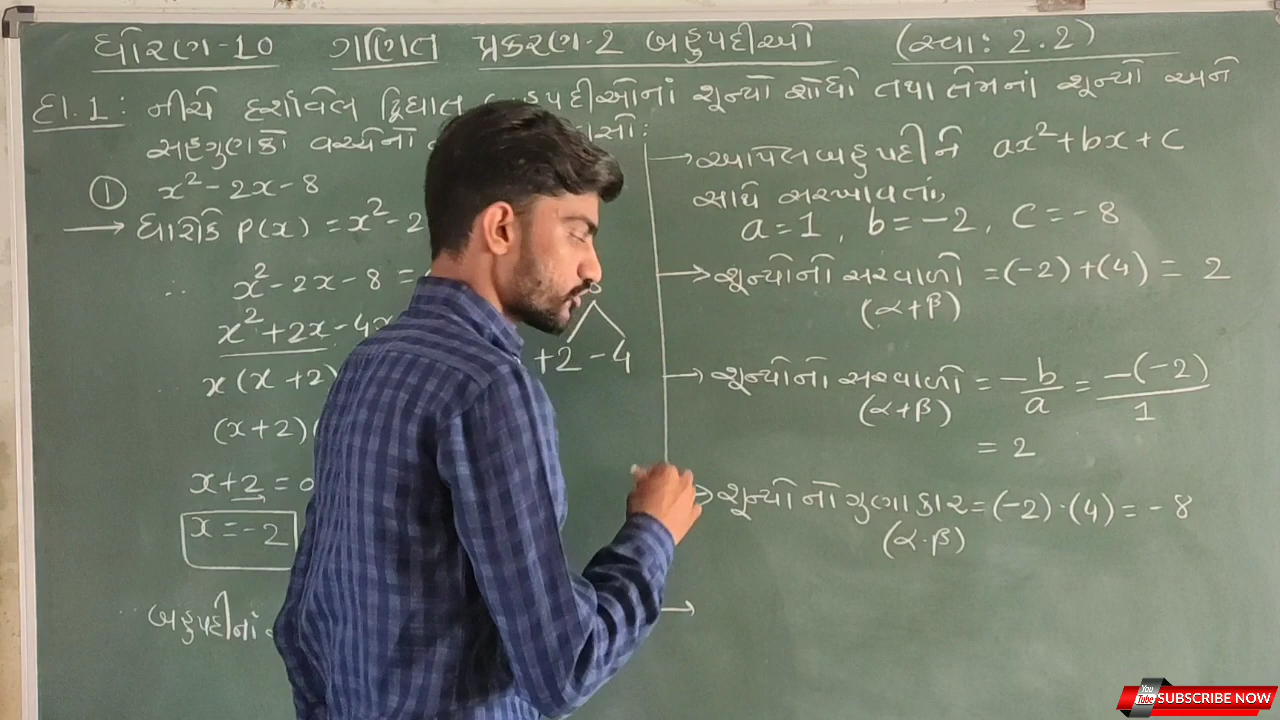 ધોરણ-10 ગણિત પ્રકરણ-2 બહુપદીઓ (સ્વા: 2.2)
દા.1: નીચે દર્શાવેલ દ્વિઘાત બહુપદીઓનાં શૂન્યો શોધો તથા તેમનાં શૂન્યો અને
સહગુણકો વચ્ચેનો
① x² - 2x - 8
→ ધારોકે P(x) = x² - 2
∴ x² - 2x - 8 =
x² + 2x - 4x
+2 -4
x(x+2)
(x+2)(
x+2 = 0
x = -2
બહુપદીનાં
→ આપેલ બહુપદીને ax² + bx + c
સાથે સરખાવતાં,
a = 1, b = -2, c = -8
→ શૂન્યોનો સરવાળો = (-2) + (4) = 2
(α+β)
→ શૂન્યોનો સરવાળો = -b/a = -(-2)/1
(α+β)
= 2
→ શૂન્યોનો ગુણાકાર = (-2)·(4) = -8
(α·β)
→
You Tube SUBSCRIBE NOW